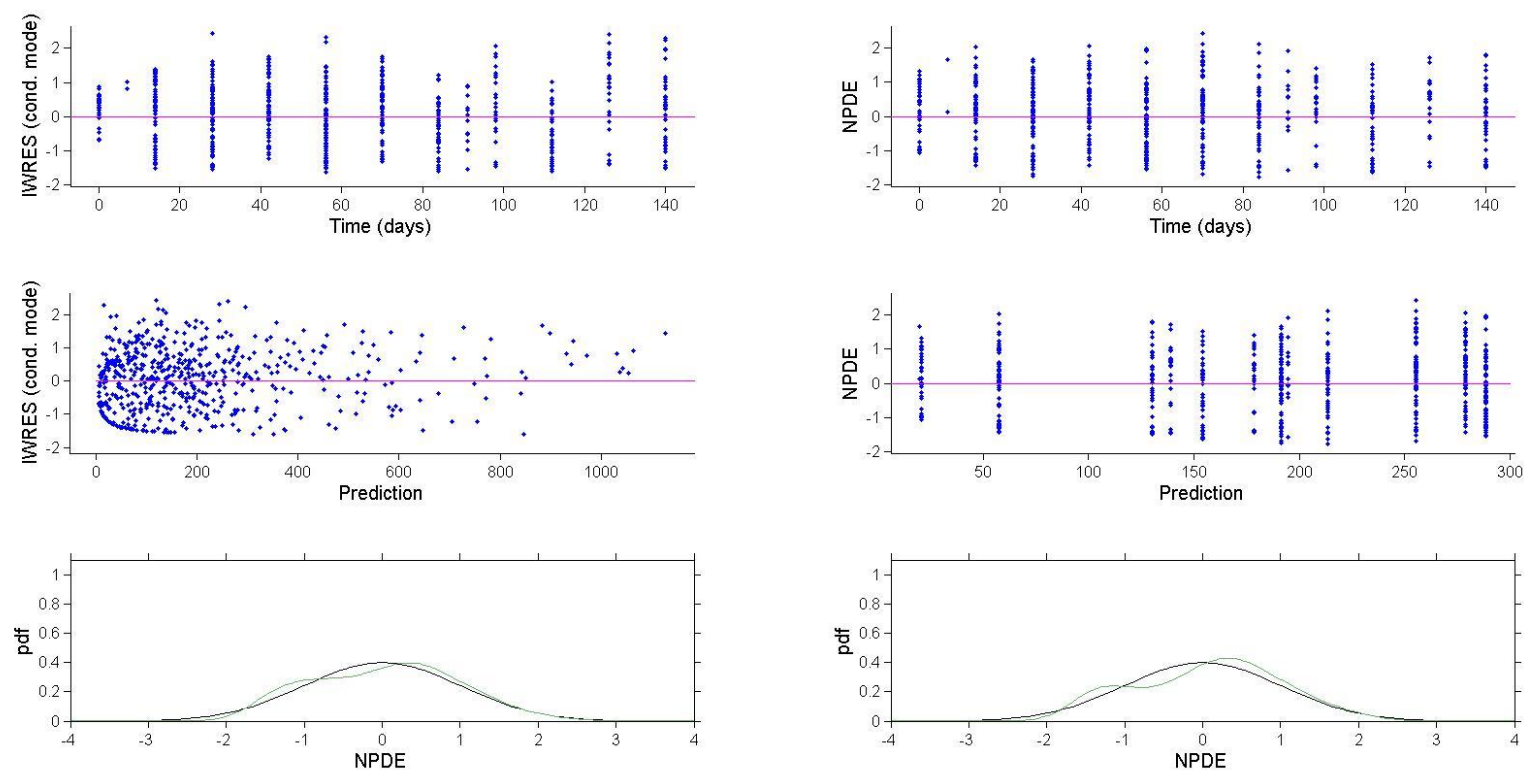 IWRES (cond. mode)
2
1
0
-1
-2
0 20 40 60 80 100 120 140
Time (days)
NPDE
2
1
0
-1
-2
0 20 40 60 80 100 120 140
Time (days)
IWRES (cond. mode)
2
1
0
-1
-2
0 200 400 600 800 1000
Prediction
NPDE
2
1
0
-1
-2
50 100 150 200 250 300
Prediction
pdf
1
0.8
0.6
0.4
0.2
0
-4 -3 -2 -1 0 1 2 3 4
NPDE
pdf
1
0.8
0.6
0.4
0.2
0
-4 -3 -2 -1 0 1 2 3 4
NPDE